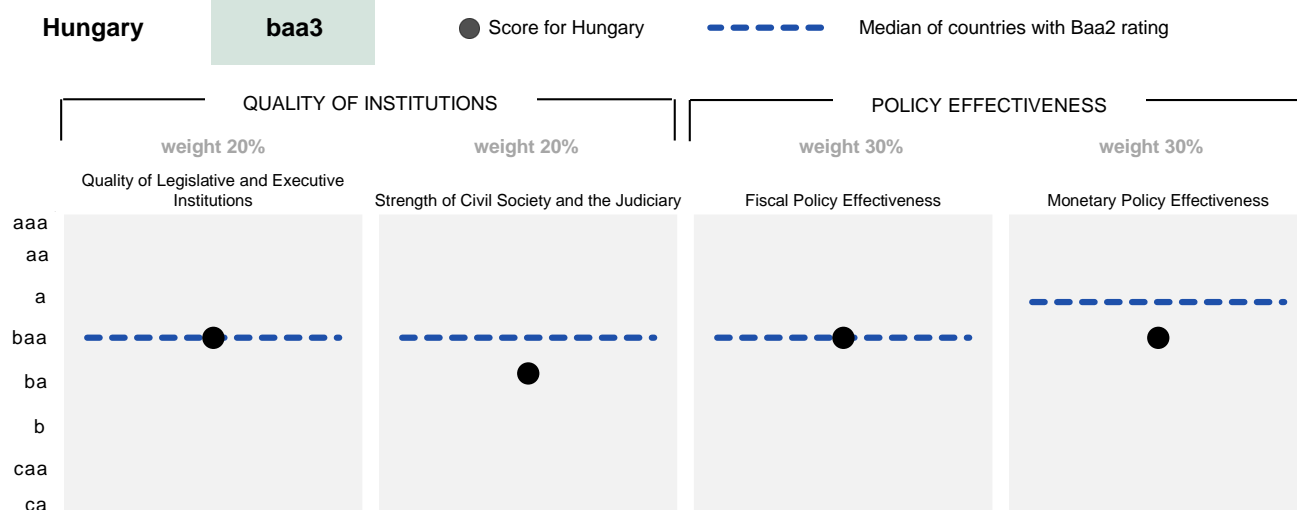 Hungary baa3 Score for Hungary Median of countries with Baa2 rating
QUALITY OF INSTITUTIONS POLICY EFFECTIVENESS
weight 20% weight 20% weight 30% weight 30%
Quality of Legislative and Executive
Institutions Strength of Civil Society and the Judiciary Fiscal Policy Effectiveness Monetary Policy Effectiveness
aaa
aa
a
baa
ba
b
caa
ca